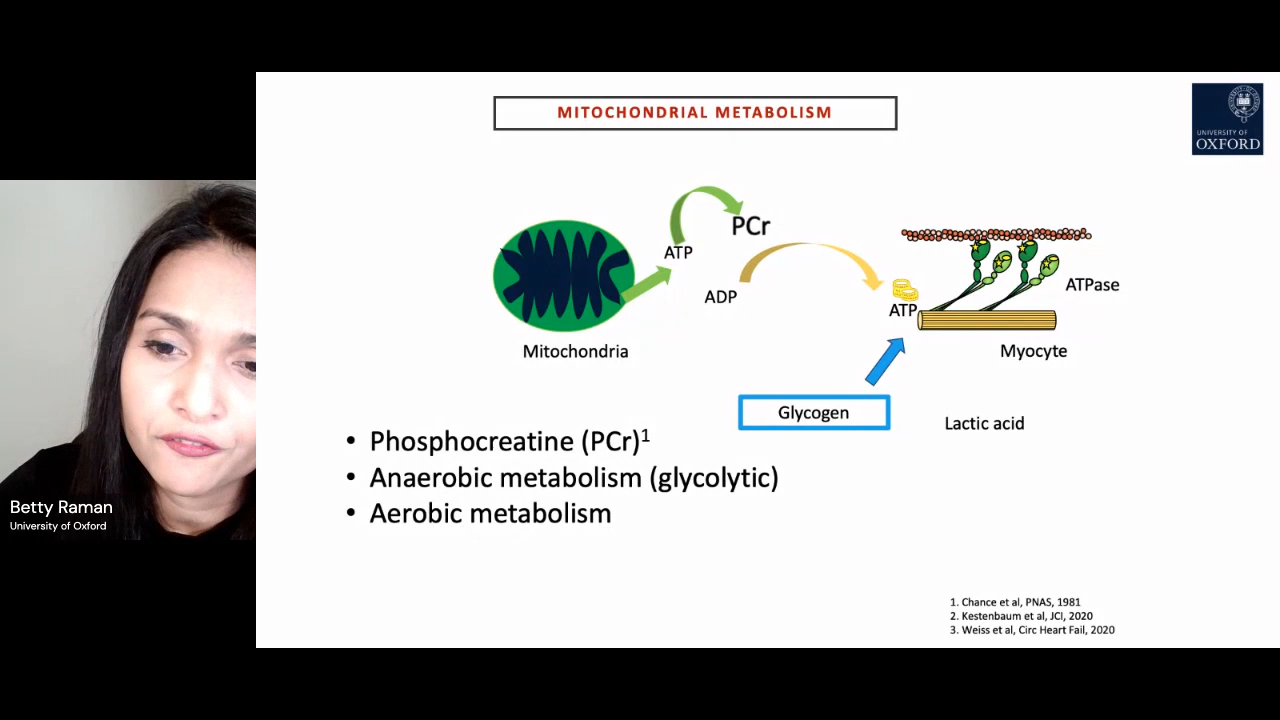 MITOCHONDRIAL METABOLISM
UNIVERSITY OF
OXFORD
PCr
ATP
ADP
ATP
ATPase
Mitochondria
Myocyte
Glycogen
Lactic acid
• Phosphocreatine (PCr)1
• Anaerobic metabolism (glycolytic)
• Aerobic metabolism
Betty Raman
University of Oxford
1. Chance et al, PNAS, 1981
2. Kestenbaum et al, JCI, 2020
3. Weiss et al, Circ Heart Fail, 2020